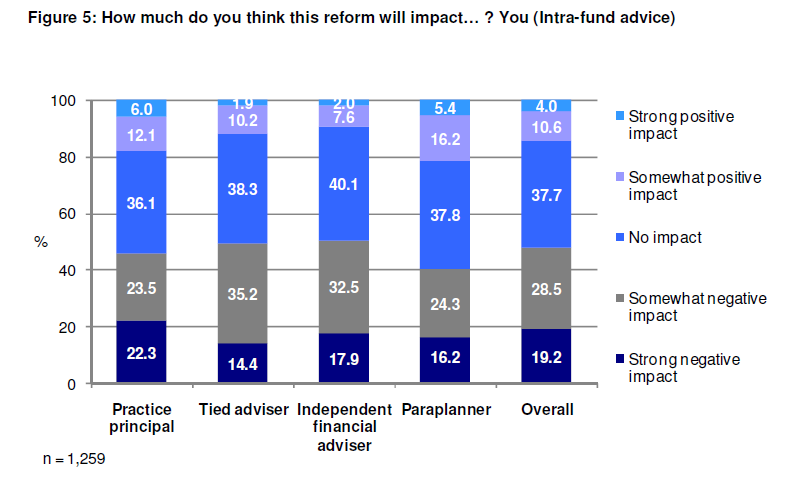 Figure 5: How much do you think this reform will impact… ? You (Intra-fund advice)
100
80
60
%
40
20
0
6.0
12.1
36.1
23.5
22.3
1.9
10.2
38.3
35.2
14.4
2.0
7.6
40.1
32.5
17.9
5.4
16.2
37.8
24.3
16.2
4.0
10.6
37.7
28.5
19.2
Practice
principal
Tied adviser
Independent
financial
adviser
Paraplanner
Overall
Strong positive
impact
Somewhat positive
impact
No impact
Somewhat negative
impact
Strong negative
impact
n = 1,259